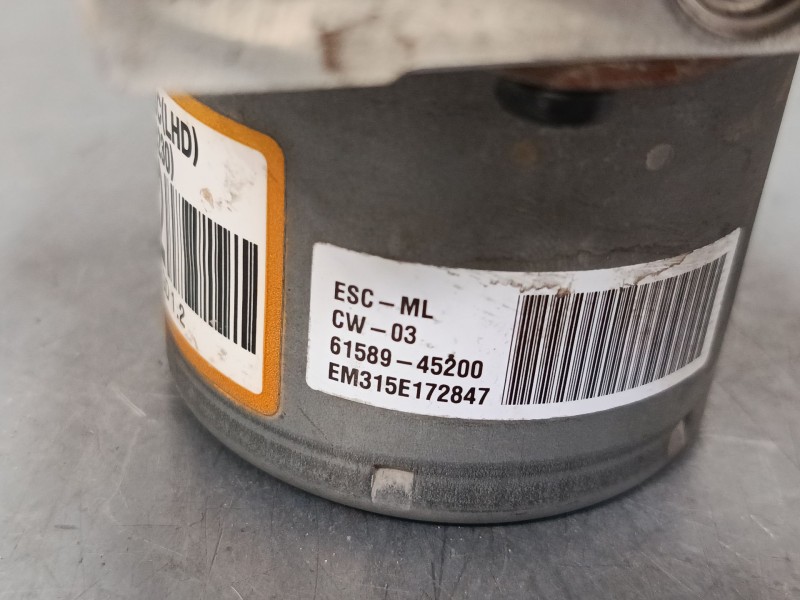 (LHD)
ESC-ML
CW-03
61589-45200
EM315E172847